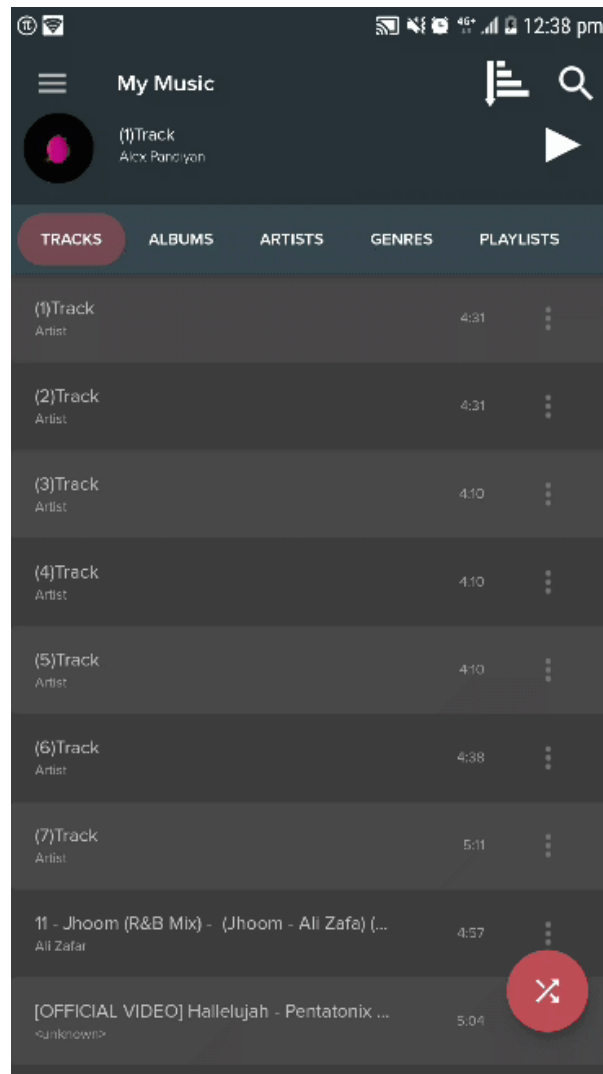 π 4G+ 12:38 pm
My Music
(1)Track
Alex Pandiyan
TRACKS ALBUMS ARTISTS GENRES PLAYLISTS
(1)Track
4:31
Artist
(2)Track
4:31
Artist
(3)Track
4:10
Artist
(4)Track
4:10
Artist
(5)Track
4:10
Artist
(6)Track
4:38
Artist
(7)Track
5:11
Artist
11 - Jhoom (R&B Mix) - (Jhoom - Ali Zafa) (...
4:57
Ali Zafar
[OFFICIAL VIDEO] Hallelujah - Pentatonix ...
5:04
<unknown>